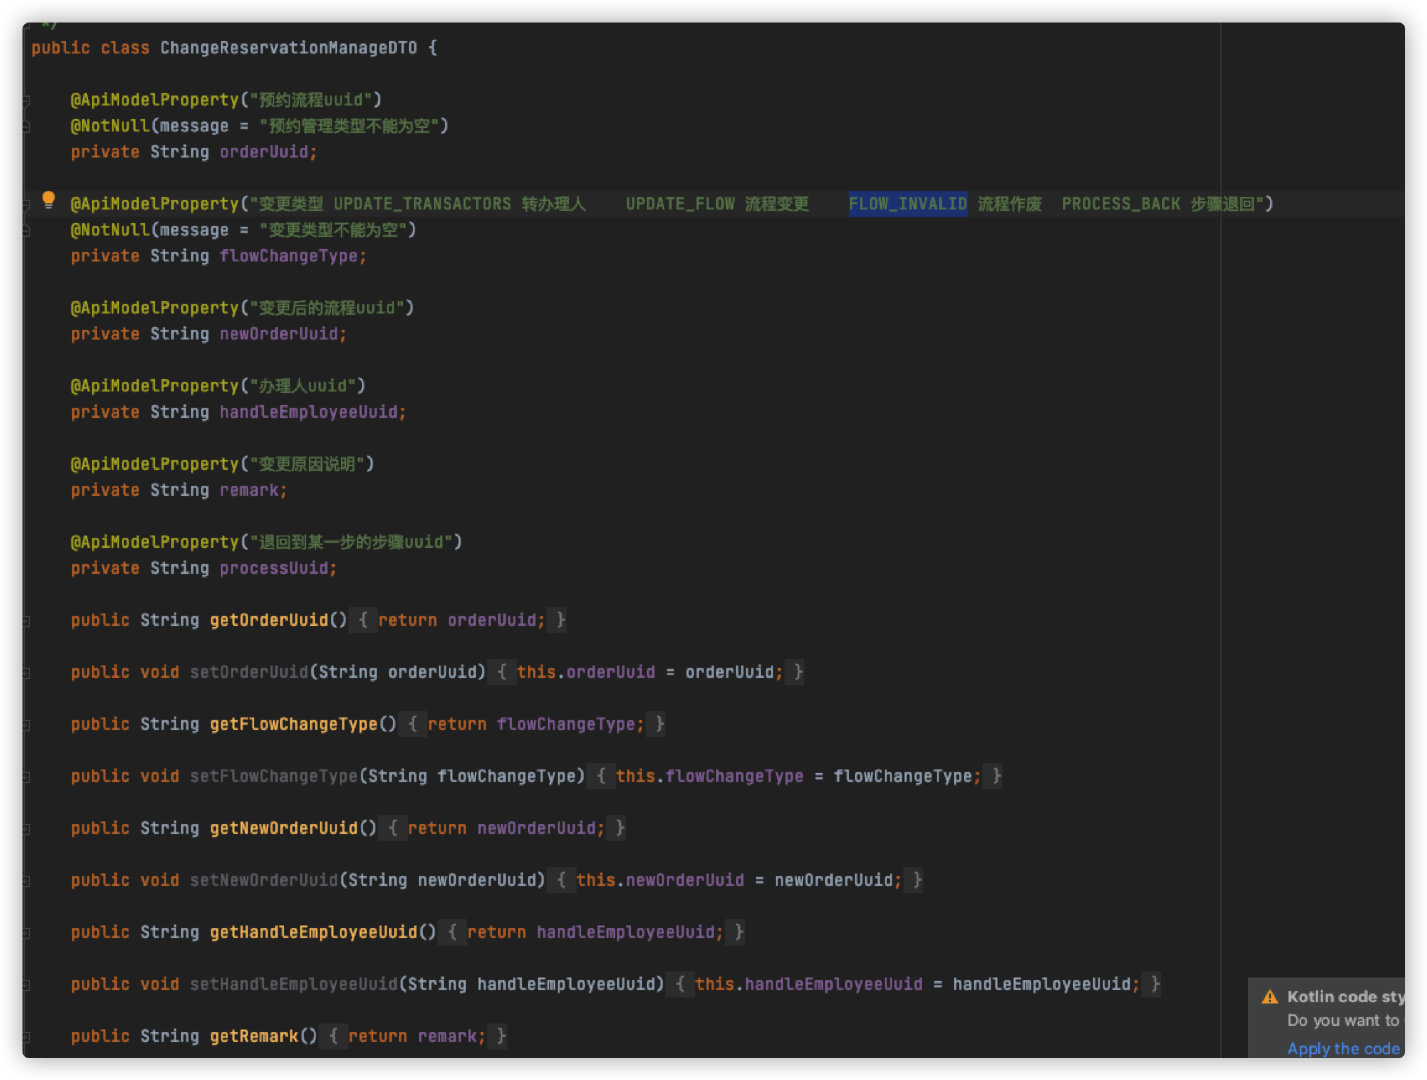 */
public class ChangeReservationManageDTO {
@ApiModelProperty("预约流程uuid")
@NotNull(message = "预约管理类型不能为空")
private String orderUuid;
@ApiModelProperty("变更类型 UPDATE_TRANSACTORS 转办理人    UPDATE_FLOW 流程变更    FLOW_INVALID 流程作废  PROCESS_BACK 步骤退回")
@NotNull(message = "变更类型不能为空")
private String flowChangeType;
@ApiModelProperty("变更后的流程uuid")
private String newOrderUuid;
@ApiModelProperty("办理人uuid")
private String handleEmployeeUuid;
@ApiModelProperty("变更原因说明")
private String remark;
@ApiModelProperty("退回到某一步的步骤uuid")
private String processUuid;
public String getOrderUuid() { return orderUuid; }
public void setOrderUuid(String orderUuid) { this.orderUuid = orderUuid; }
public String getFlowChangeType() { return flowChangeType; }
public void setFlowChangeType(String flowChangeType) { this.flowChangeType = flowChangeType; }
public String getNewOrderUuid() { return newOrderUuid; }
public void setNewOrderUuid(String newOrderUuid) { this.newOrderUuid = newOrderUuid; }
public String getHandleEmployeeUuid() { return handleEmployeeUuid; }
public void setHandleEmployeeUuid(String handleEmployeeUuid) { this.handleEmployeeUuid = handleEmployeeUuid; }
public String getRemark() { return remark; }
Kotlin code sty
Do you want to
Apply the code